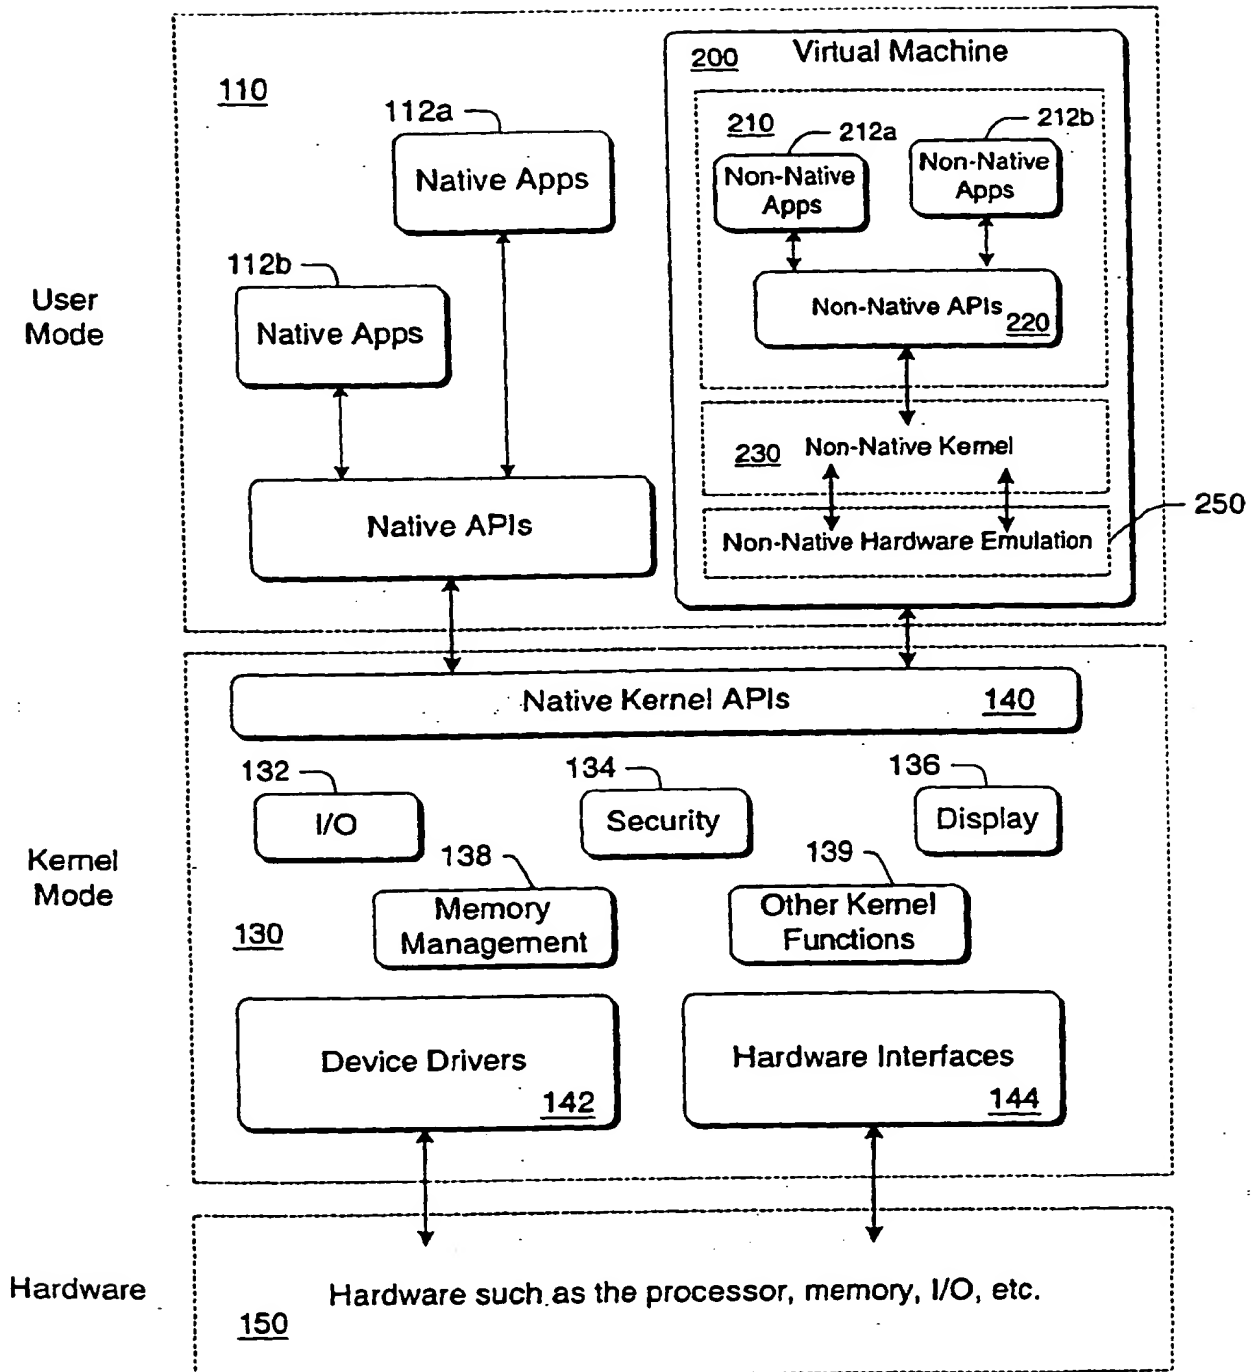 200 Virtual Machine
110
112a
Native Apps
210
212a
212b
Non-Native
Apps
Non-Native
Apps
112b
Native Apps
User
Mode
Non-Native APIs
220
Native APIs
230 Non-Native Kernel
250
Non-Native Hardware Emulation
Native Kernel APIs 140
132
I/O
134
Security
136
Display
Kernel
Mode
138
Memory
Management
139
Other Kernel
Functions
130
Device Drivers
142
Hardware Interfaces
144
Hardware
Hardware such as the processor, memory, I/O, etc.
150